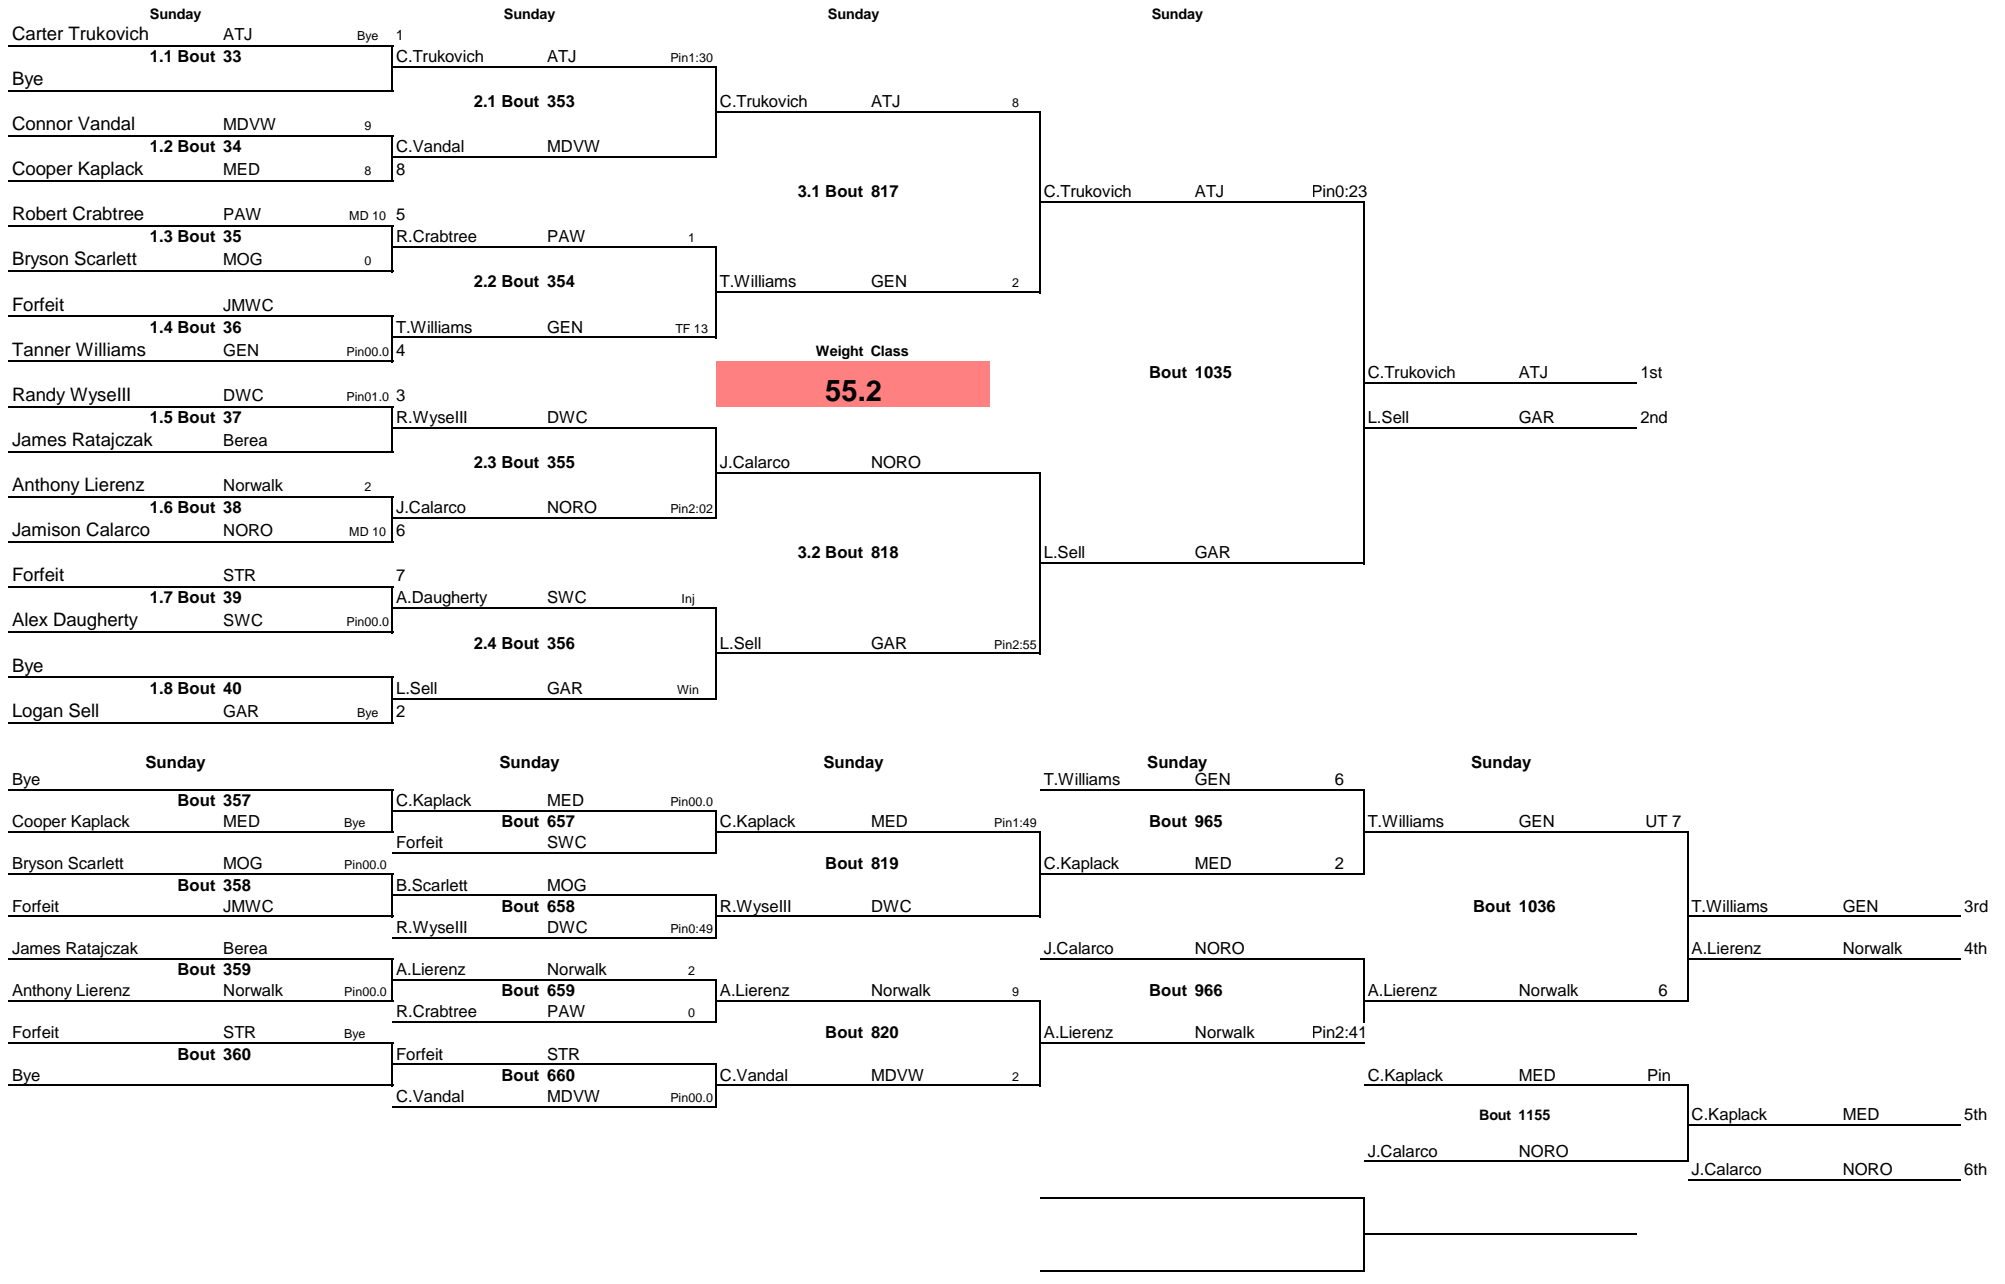 Sunday Sunday Sunday Sunday
Carter Trukovich ATJ Bye 1
1.1 Bout 33 C.Trukovich ATJ Pin1:30
Bye
2.1 Bout 353 C.Trukovich ATJ 8
Connor Vandal MDVW 9
1.2 Bout 34 C.Vandal MDVW
Cooper Kaplack MED 8 8
3.1 Bout 817 C.Trukovich ATJ Pin0:23
Robert Crabtree PAW MD 10 5
1.3 Bout 35 R.Crabtree PAW 1
Bryson Scarlett MOG 0
2.2 Bout 354 T.Williams GEN 2
Forfeit JMWC
1.4 Bout 36 T.Williams GEN TF 13
Tanner Williams GEN Pin00.0 4 Weight Class
Bout 1035 C.Trukovich ATJ 1st
Randy WyseIII DWC Pin01.0 3 55.2
1.5 Bout 37 R.WyseIII DWC L.Sell GAR 2nd
James Ratajczak Berea
2.3 Bout 355 J.Calarco NORO
Anthony Lierenz Norwalk 2
1.6 Bout 38 J.Calarco NORO Pin2:02
Jamison Calarco NORO MD 10 6
3.2 Bout 818 L.Sell GAR
Forfeit STR 7
1.7 Bout 39 A.Daugherty SWC Inj
Alex Daugherty SWC Pin00.0
2.4 Bout 356 L.Sell GAR Pin2:55
Bye
1.8 Bout 40 L.Sell GAR Win
Logan Sell GAR Bye 2
Sunday Sunday Sunday Sunday Sunday
Bye T.Williams GEN 6
Bout 357 C.Kaplack MED Pin00.0
Cooper Kaplack MED Bye Bout 657 C.Kaplack MED Pin1:49 Bout 965 T.Williams GEN UT 7
Forfeit SWC
Bryson Scarlett MOG Pin00.0 Bout 819 C.Kaplack MED 2
Bout 358 B.Scarlett MOG
Forfeit JMWC Bout 658 R.WyseIII DWC Bout 1036 T.Williams GEN 3rd
R.WyseIII DWC Pin0:49
James Ratajczak Berea J.Calarco NORO A.Lierenz Norwalk 4th
Bout 359 A.Lierenz Norwalk 2
Anthony Lierenz Norwalk Pin00.0 Bout 659 A.Lierenz Norwalk 9 Bout 966 A.Lierenz Norwalk 6
R.Crabtree PAW 0
Forfeit STR Bye Bout 820 A.Lierenz Norwalk Pin2:41
Bout 360 Forfeit STR
Bye Bout 660 C.Vandal MDVW 2 C.Kaplack MED Pin
C.Vandal MDVW Pin00.0
Bout 1155 C.Kaplack MED 5th
J.Calarco NORO
J.Calarco NORO 6th